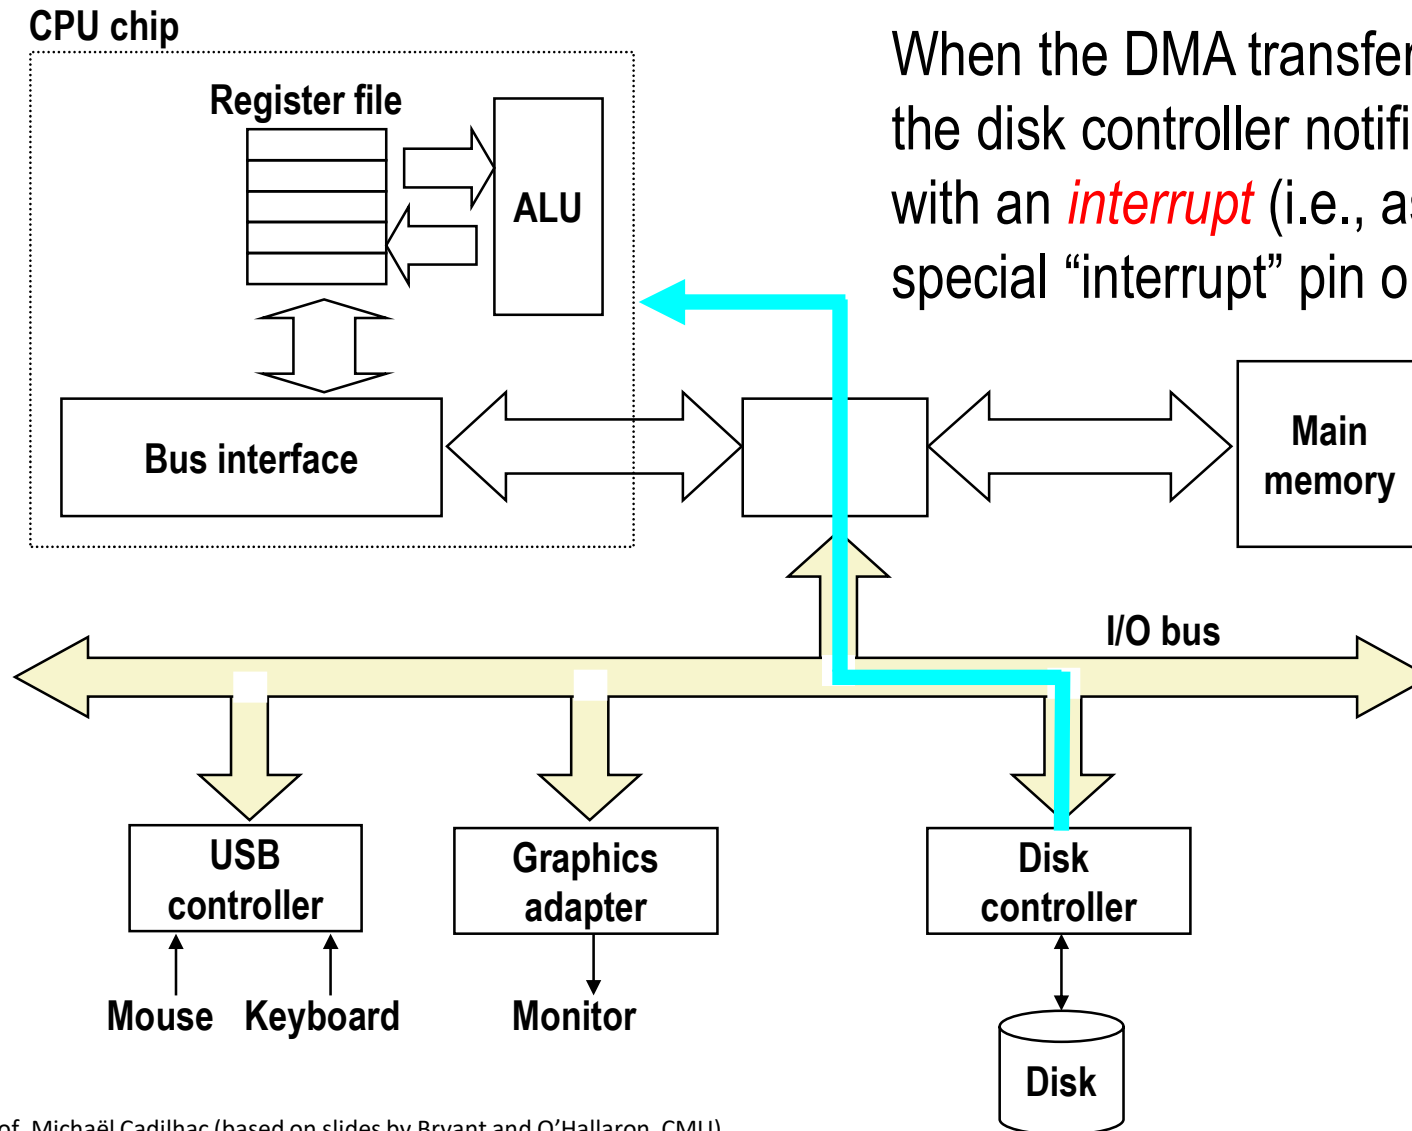 CPU chip
When the DMA transfer
the disk controller notifi
with an interrupt (i.e., as
special “interrupt” pin o
Register file
ALU
Bus interface
Main
memory
I/O bus
USB
controller
Graphics
adapter
Disk
controller
Mouse
Keyboard
Monitor
Disk
of. Michaël Cadilhac (based on slides by Bryant and O'Hallaron, CMU)